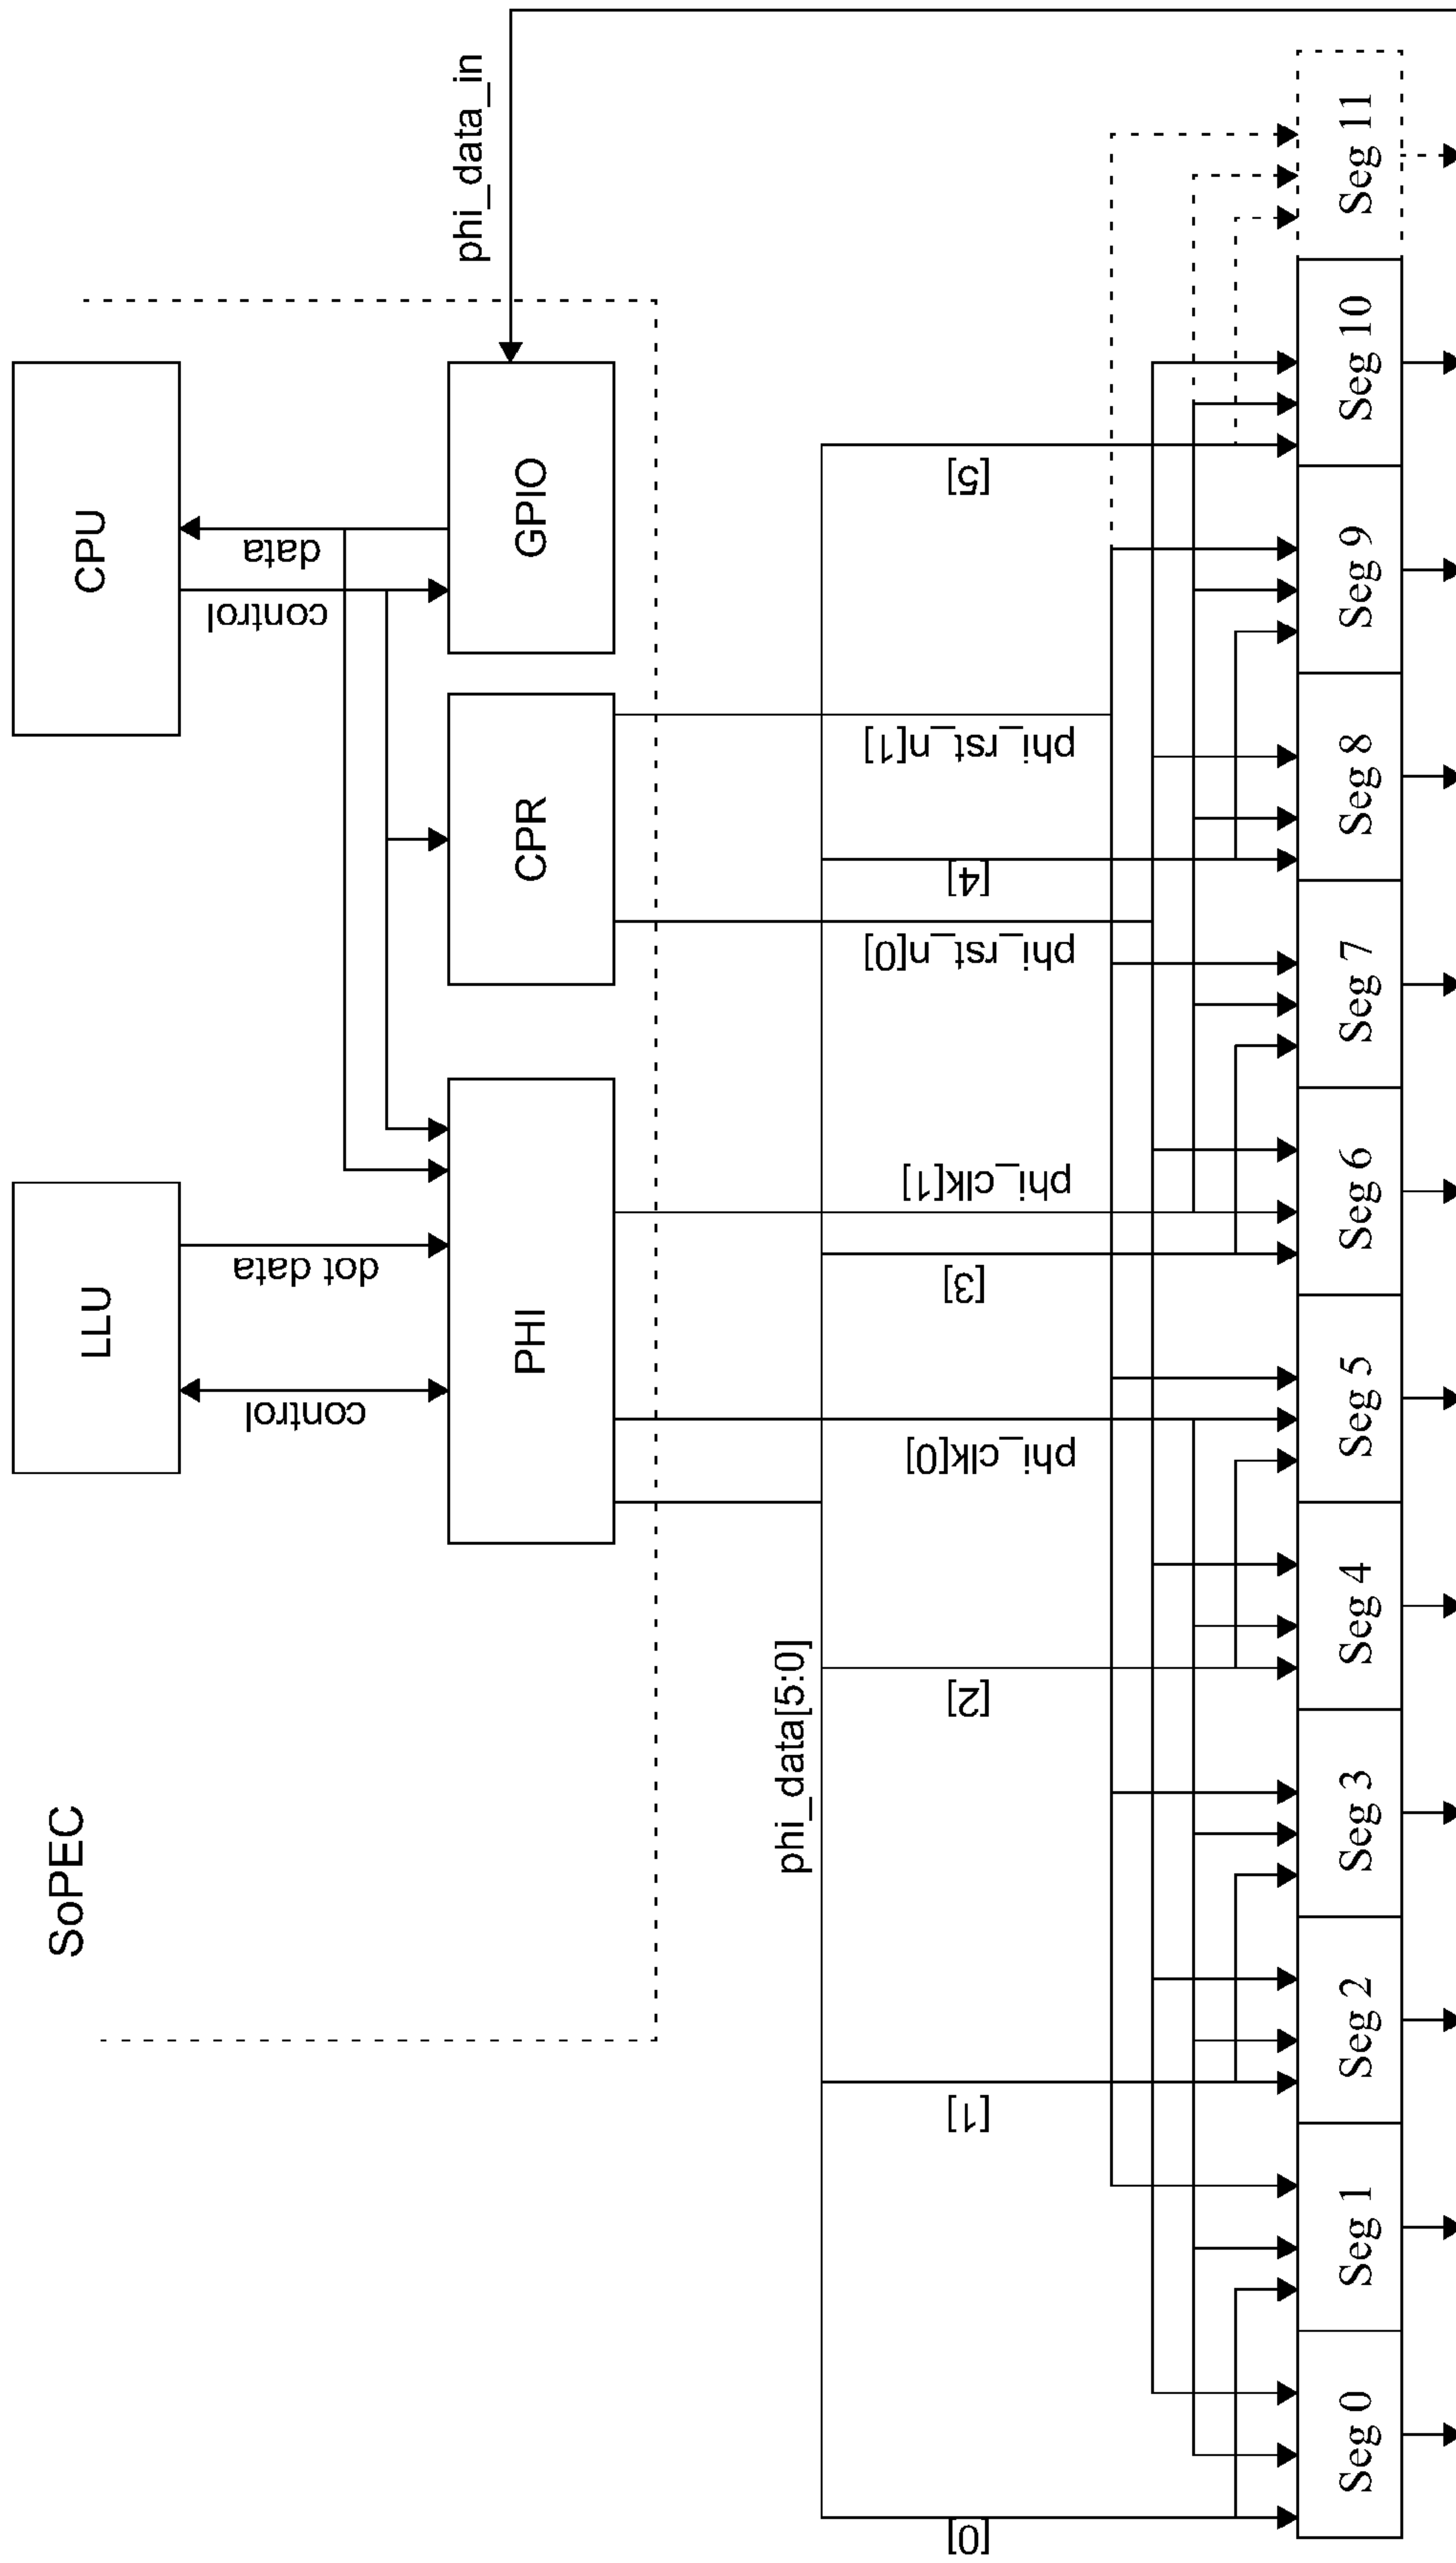 SoPEC
LLU
CPU
control
dot data
control
data
PHI
CPR
GPIO
phi_data_in
phi_data[5:0]
phi_clk[0]
phi_clk[1]
phi_rst_n[0]
phi_rst_n[1]
[0]
[1]
[2]
[3]
[4]
[5]
Seg 0
Seg 1
Seg 2
Seg 3
Seg 4
Seg 5
Seg 6
Seg 7
Seg 8
Seg 9
Seg 10
Seg 11